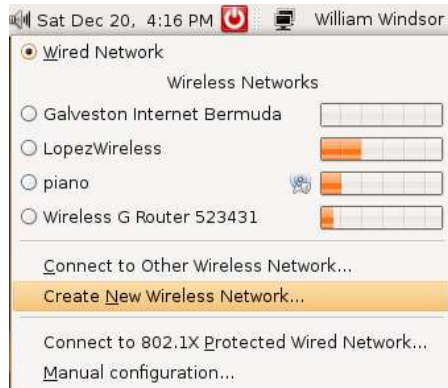 Sat Dec 20, 4:16 PM William Windsor
Wired Network
Wireless Networks
Galveston Internet Bermuda
LopezWireless
piano
Wireless G Router 523431
Connect to Other Wireless Network...
Create New Wireless Network...
Connect to 802.1X Protected Wired Network...
Manual configuration...